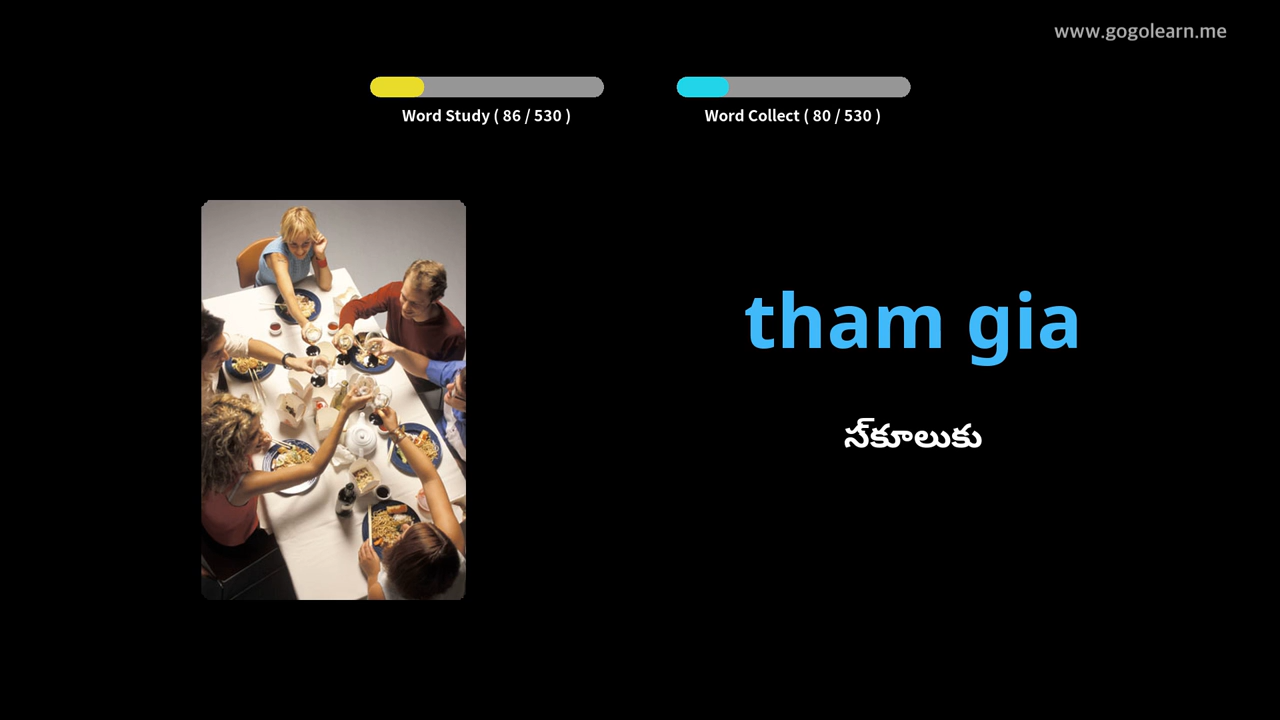 www.gogolearn.me
Word Study ( 86 / 530 )
Word Collect ( 80 / 530 )
tham gia
స్‌కూలుకు